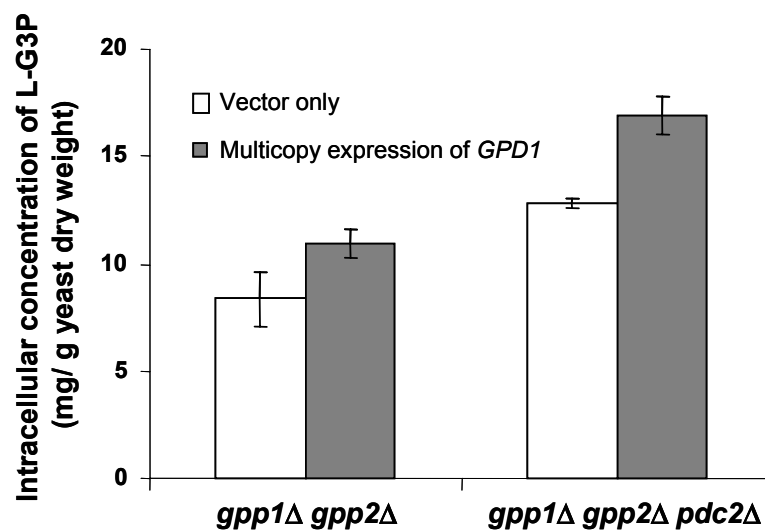 Intracellular concentration of L-G3P
(mg/ g yeast dry weight)
20
15
10
5
0
Vector only
Multicopy expression of GPD1
gpp1Δ gpp2Δ
gpp1Δ gpp2Δ pdc2Δ